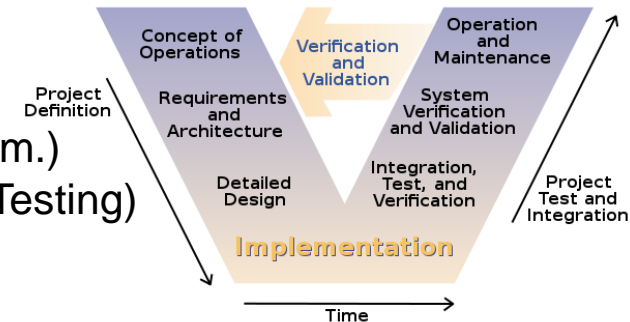 Concept of
Operations
Verification
and
Validation
Operation
and
Maintenance
Project
Definition
Requirements
and
Architecture
System
Verification
and Validation
m.)
Testing)
Detailed
Design
Integration,
Test, and
Verification
Project
Test and
Integration
Implementation
Time